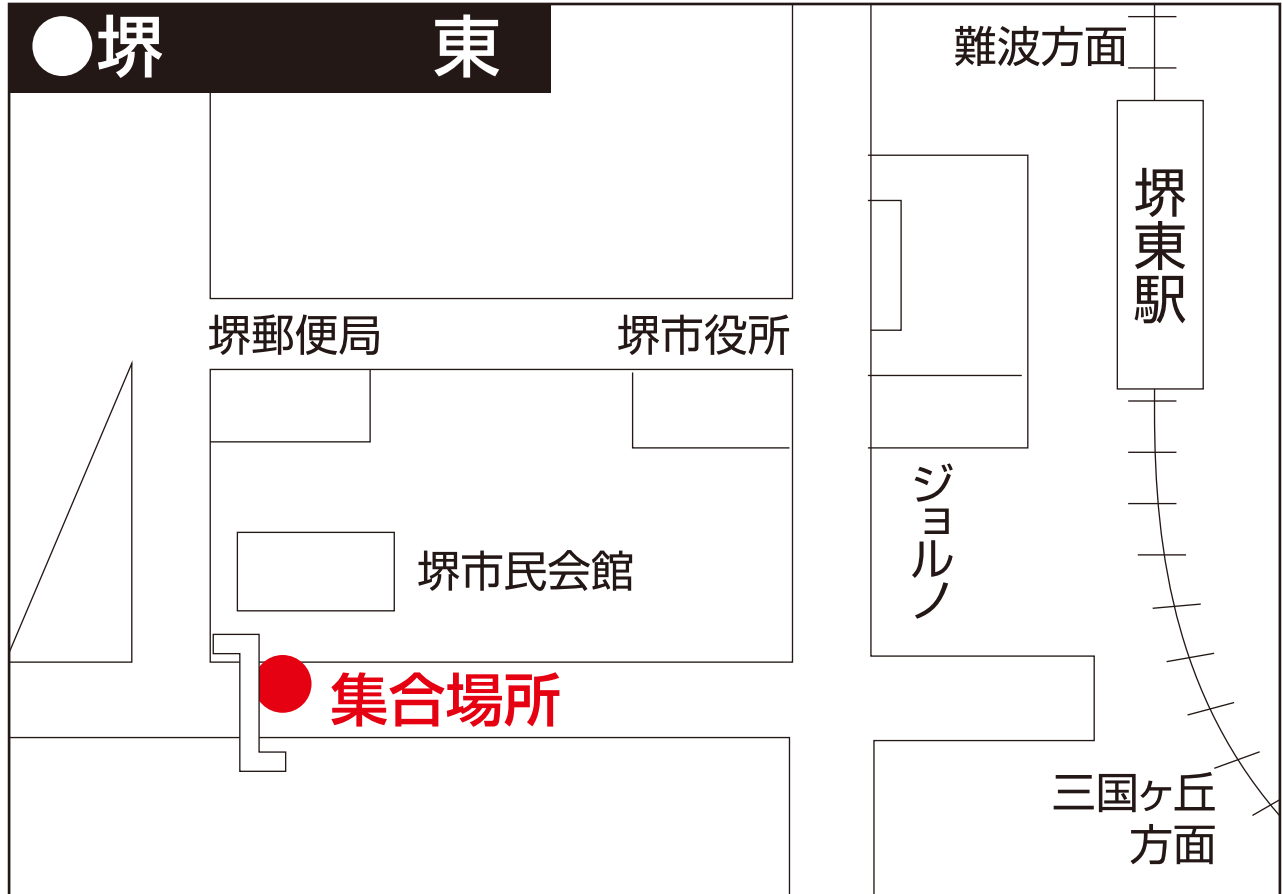 ●堺東
難波方面
堺東駅
堺郵便局
堺市役所
ジョルノ
堺市民会館
集合場所
三国ヶ丘
方面